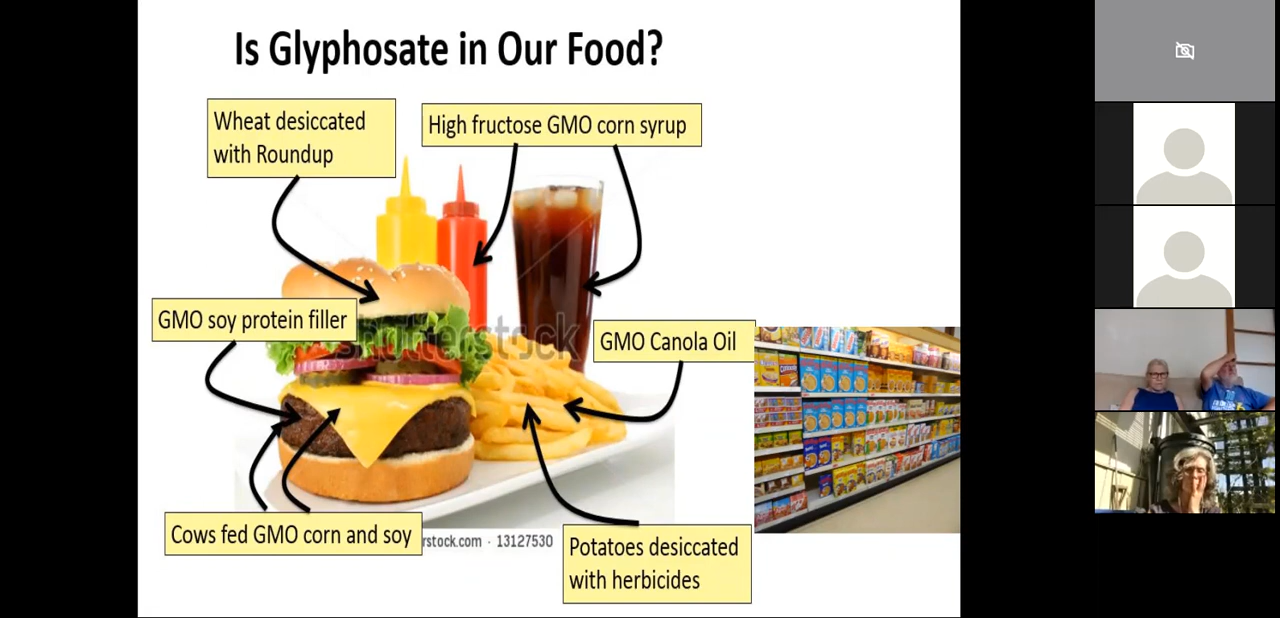 Is Glyphosate in Our Food?
Wheat desiccated
with Roundup
High fructose GMO corn syrup
GMO soy protein filler
shutterstock
GMO Canola Oil
Cows fed GMO corn and soy
rstock.com · 13127530
Potatoes desiccated
with herbicides